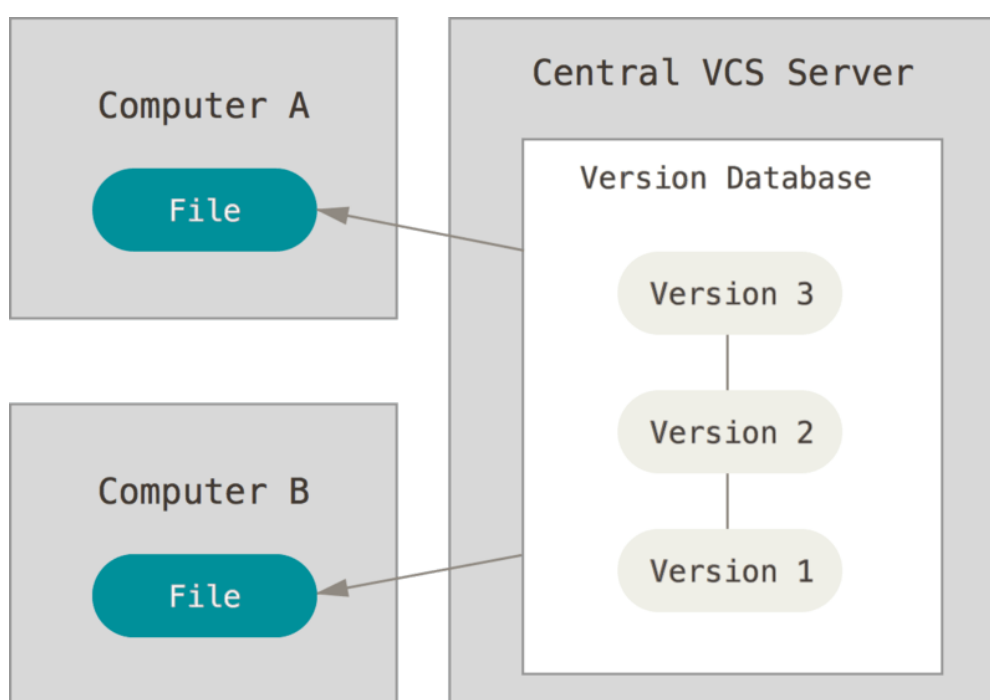 Computer A
File
Computer B
File
Central VCS Server
Version Database
Version 3
Version 2
Version 1